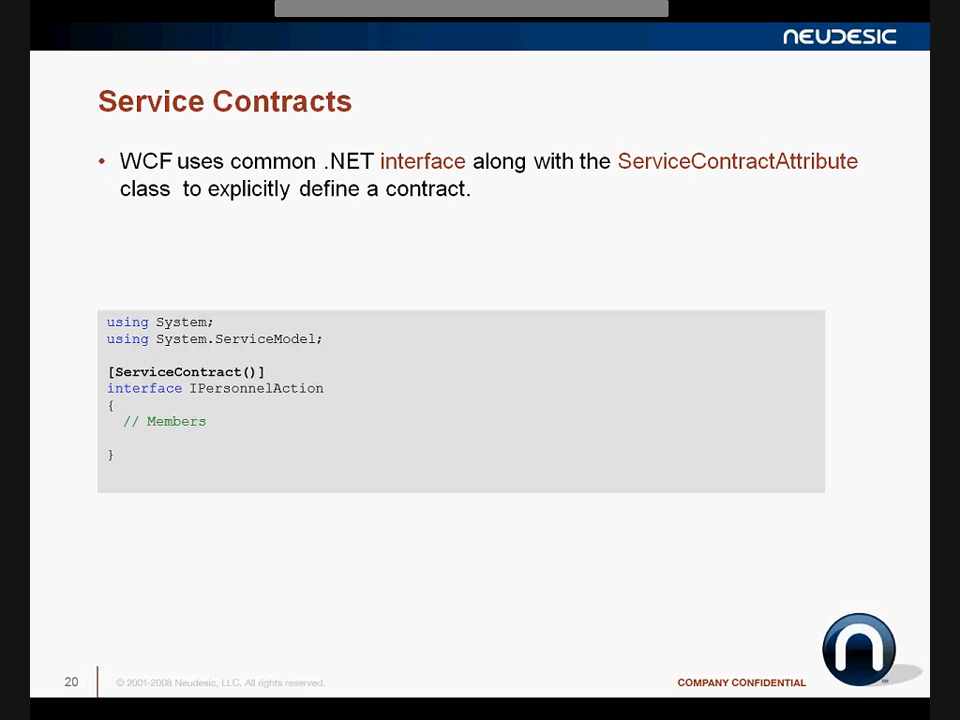 NEUDESIC
Service Contracts
• WCF uses common .NET interface along with the ServiceContractAttribute
class to explicitly define a contract.
using System;
using System.ServiceModel;
[ServiceContract()]
interface IPersonnelAction
{
// Members
}
20
© 2001-2008 Neudesic, LLC. All rights reserved.
COMPANY CONFIDENTIAL
n
SM